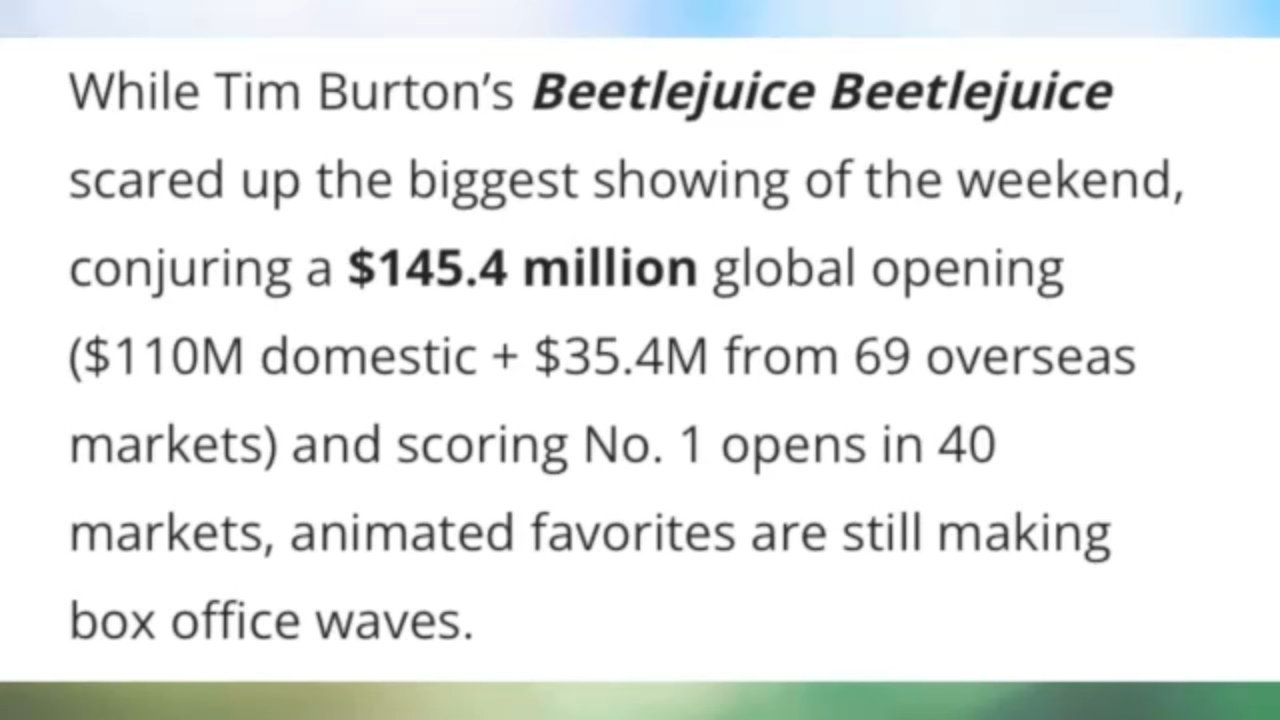 While Tim Burton’s Beetlejuice Beetlejuice
scared up the biggest showing of the weekend,
conjuring a $145.4 million global opening
($110M domestic + $35.4M from 69 overseas
markets) and scoring No. 1 opens in 40
markets, animated favorites are still making
box office waves.